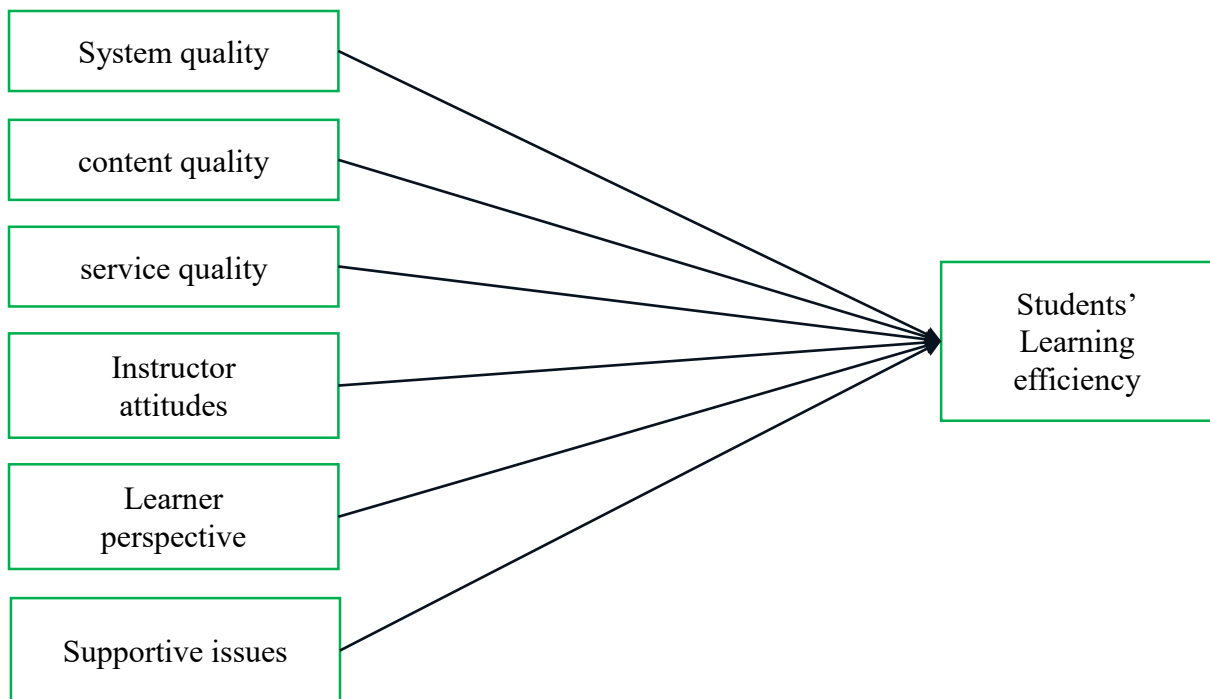 System quality
content quality
service quality
Instructor
attitudes
Learner
perspective
Supportive issues
Students’
Learning
efficiency